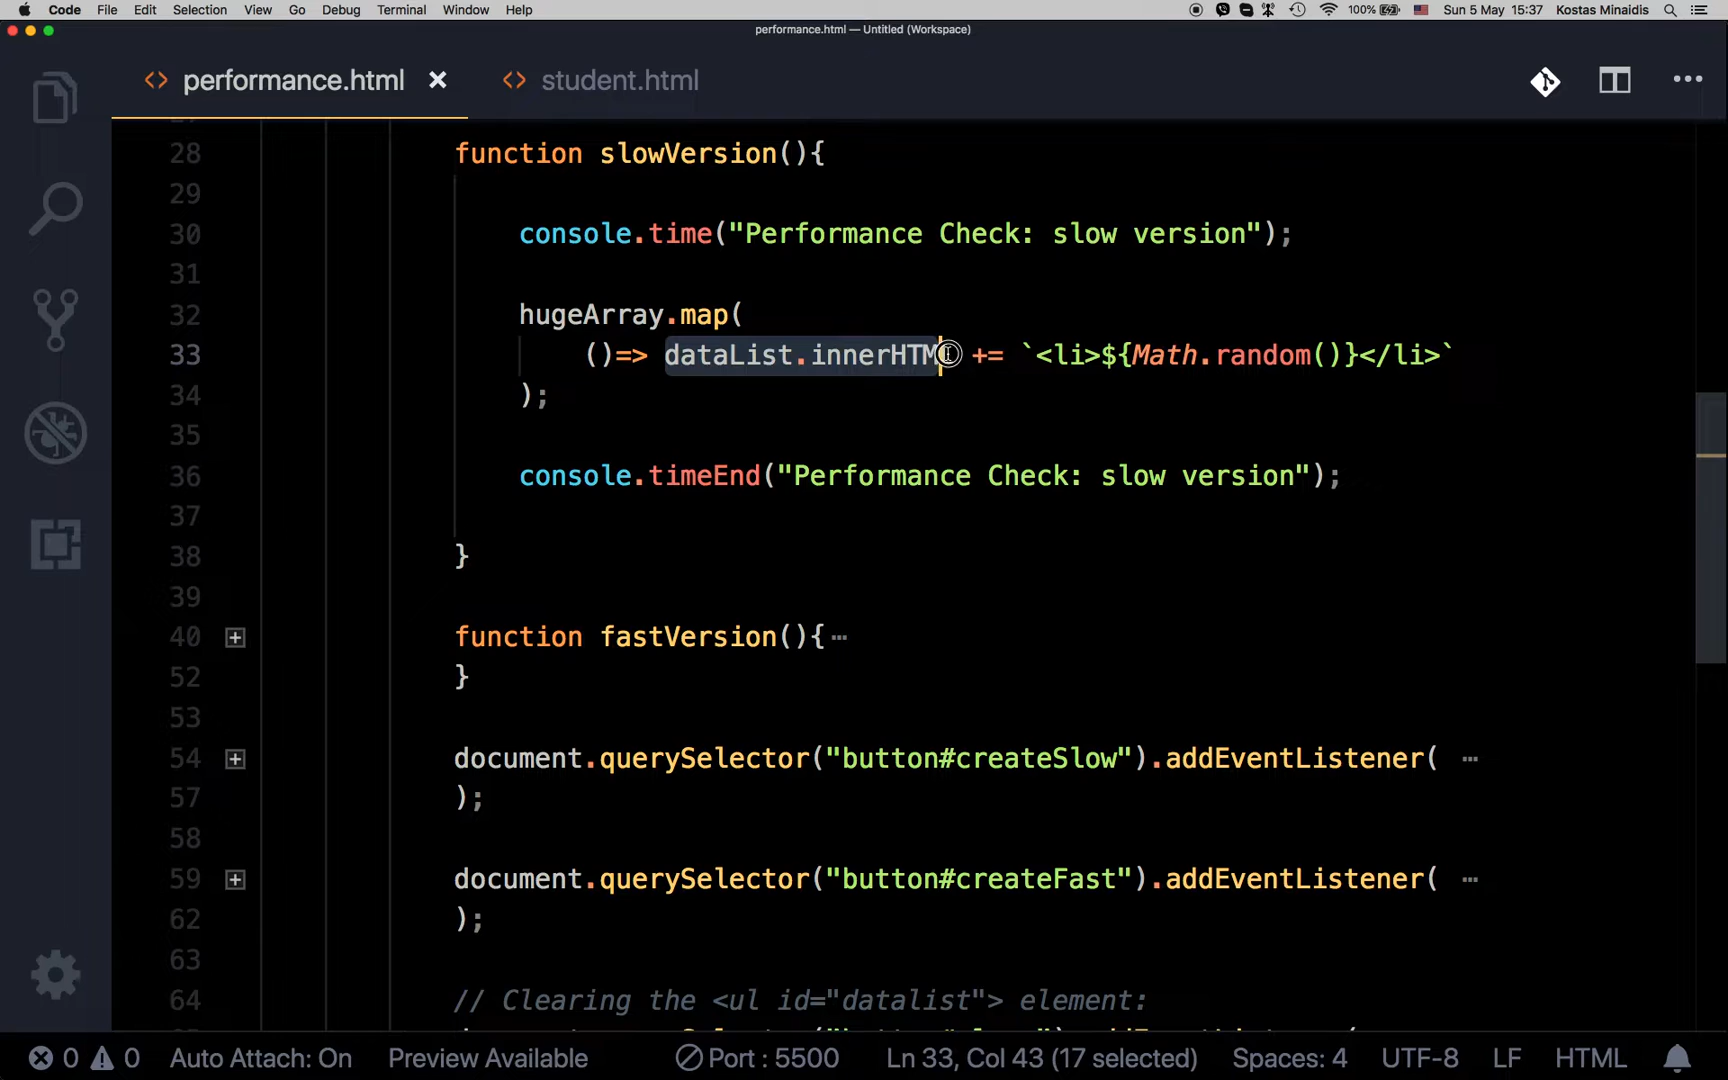 Code File Edit Selection View Go Debug Terminal Window Help 100% Sun 5 May 15:37 Kostas Minaidis
performance.html — Untitled (Workspace)
<> performance.html × <> student.html
28 function slowVersion(){
29
30 console.time("Performance Check: slow version");
31
32 hugeArray.map(
33 ()=> dataList.innerHTML += `<li>${Math.random()}</li>`
34 );
35
36 console.timeEnd("Performance Check: slow version");
37
38 }
39
40 function fastVersion(){…
52 }
53
54 document.querySelector("button#createSlow").addEventListener( …
57 );
58
59 document.querySelector("button#createFast").addEventListener( …
62 );
63
64 // Clearing the <ul id="datalist"> element:
0 0 Auto Attach: On Preview Available Port : 5500 Ln 33, Col 43 (17 selected) Spaces: 4 UTF-8 LF HTML